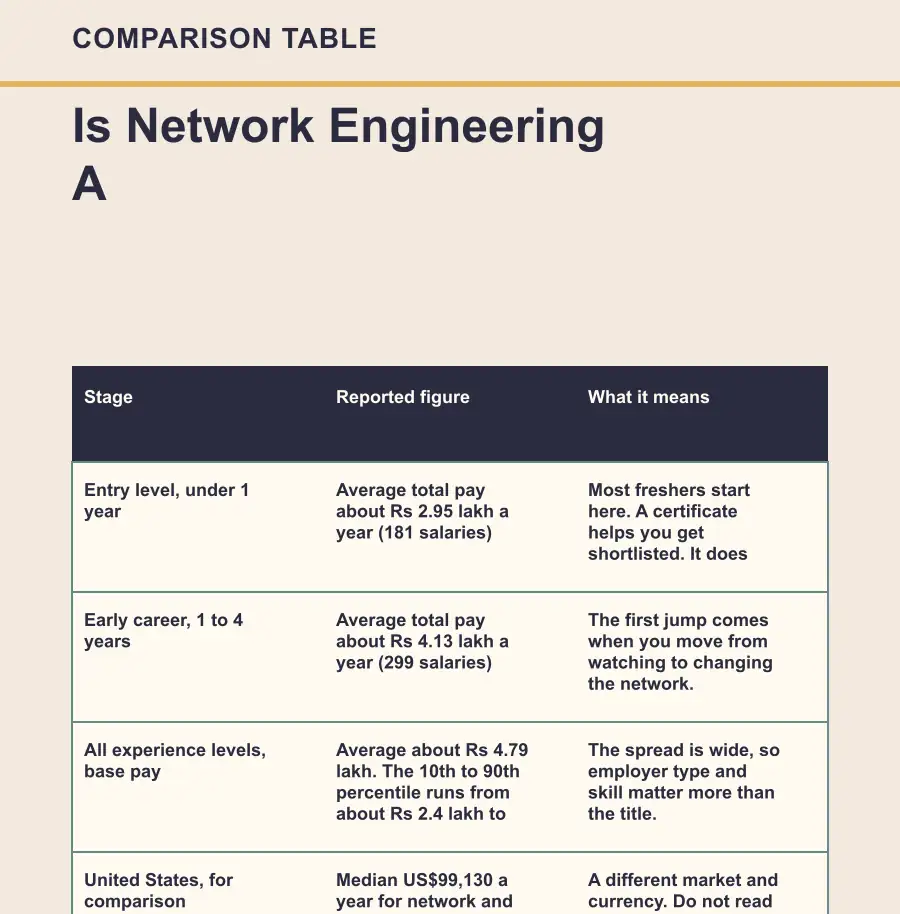 COMPARISON TABLE
Is Network Engineering
A
Stage
Reported figure
What it means
Entry level, under 1
year
Average total pay
about Rs 2.95 lakh a
year (181 salaries)
Most freshers start
here. A certificate
helps you get
shortlisted. It does
Early career, 1 to 4
years
Average total pay
about Rs 4.13 lakh a
year (299 salaries)
The first jump comes
when you move from
watching to changing
the network.
All experience levels,
base pay
Average about Rs 4.79
lakh. The 10th to 90th
percentile runs from
about Rs 2.4 lakh to
The spread is wide, so
employer type and
skill matter more than
the title.
United States, for
comparison
Median US$99,130 a
year for network and
A different market and
currency. Do not read